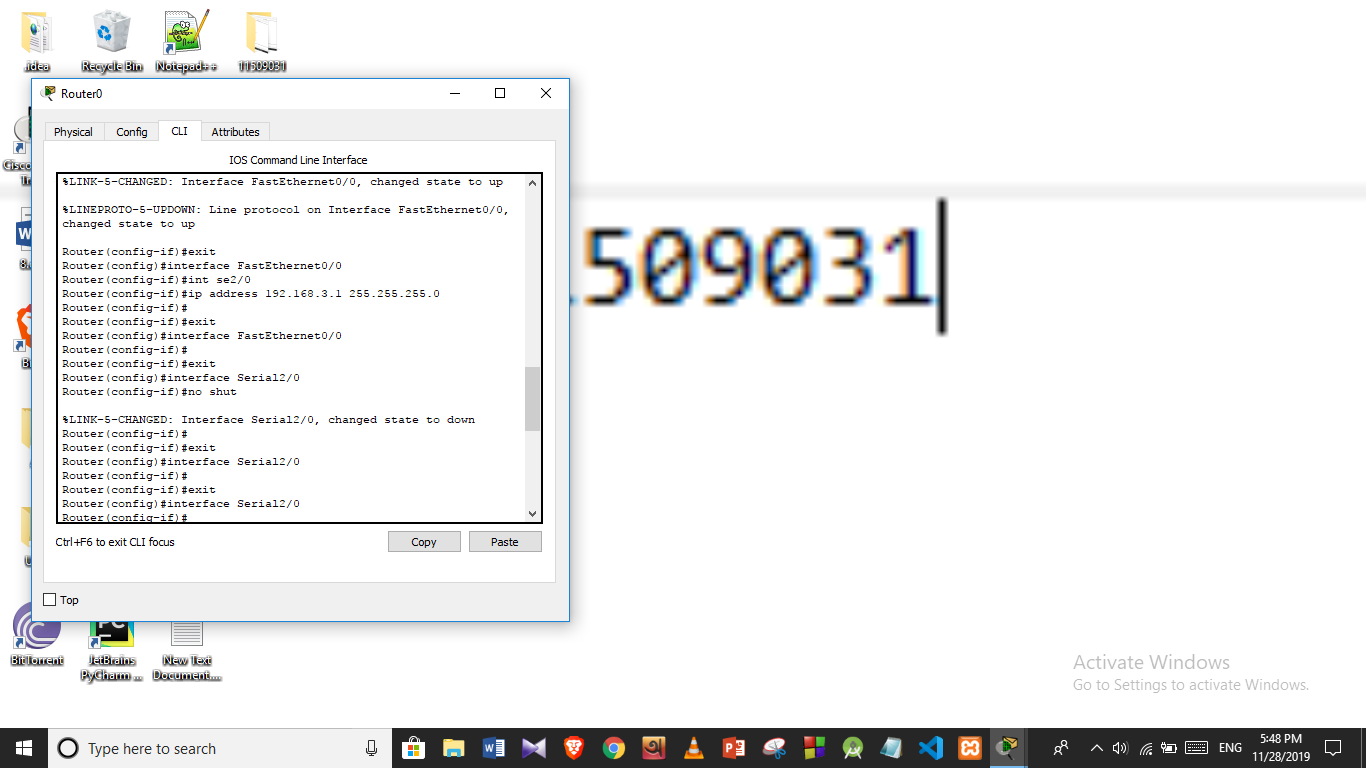 .idea
Recycle Bin
Notepad++
11509031
Router0
Physical
Config
CLI
Attributes
IOS Command Line Interface
%LINK-5-CHANGED: Interface FastEthernet0/0, changed state to up
%LINEPROTO-5-UPDOWN: Line protocol on Interface FastEthernet0/0,
changed state to up
Router(config-if)#exit
Router(config)#interface FastEthernet0/0
Router(config-if)#int se2/0
Router(config-if)#ip address 192.168.3.1 255.255.255.0
Router(config-if)#
Router(config-if)#exit
Router(config)#interface FastEthernet0/0
Router(config-if)#
Router(config-if)#exit
Router(config)#interface Serial2/0
Router(config-if)#no shut
%LINK-5-CHANGED: Interface Serial2/0, changed state to down
Router(config-if)#
Router(config-if)#exit
Router(config)#interface Serial2/0
Router(config-if)#
Router(config-if)#exit
Router(config)#interface Serial2/0
Router(config-if)#
Ctrl+F6 to exit CLI focus
Copy
Paste
Top
509031
BitTorrent
JetBrains
PyCharm ...
New Text
Document....
Activate Windows
Go to Settings to activate Windows.
Type here to search
ENG
5:48 PM
11/28/2019